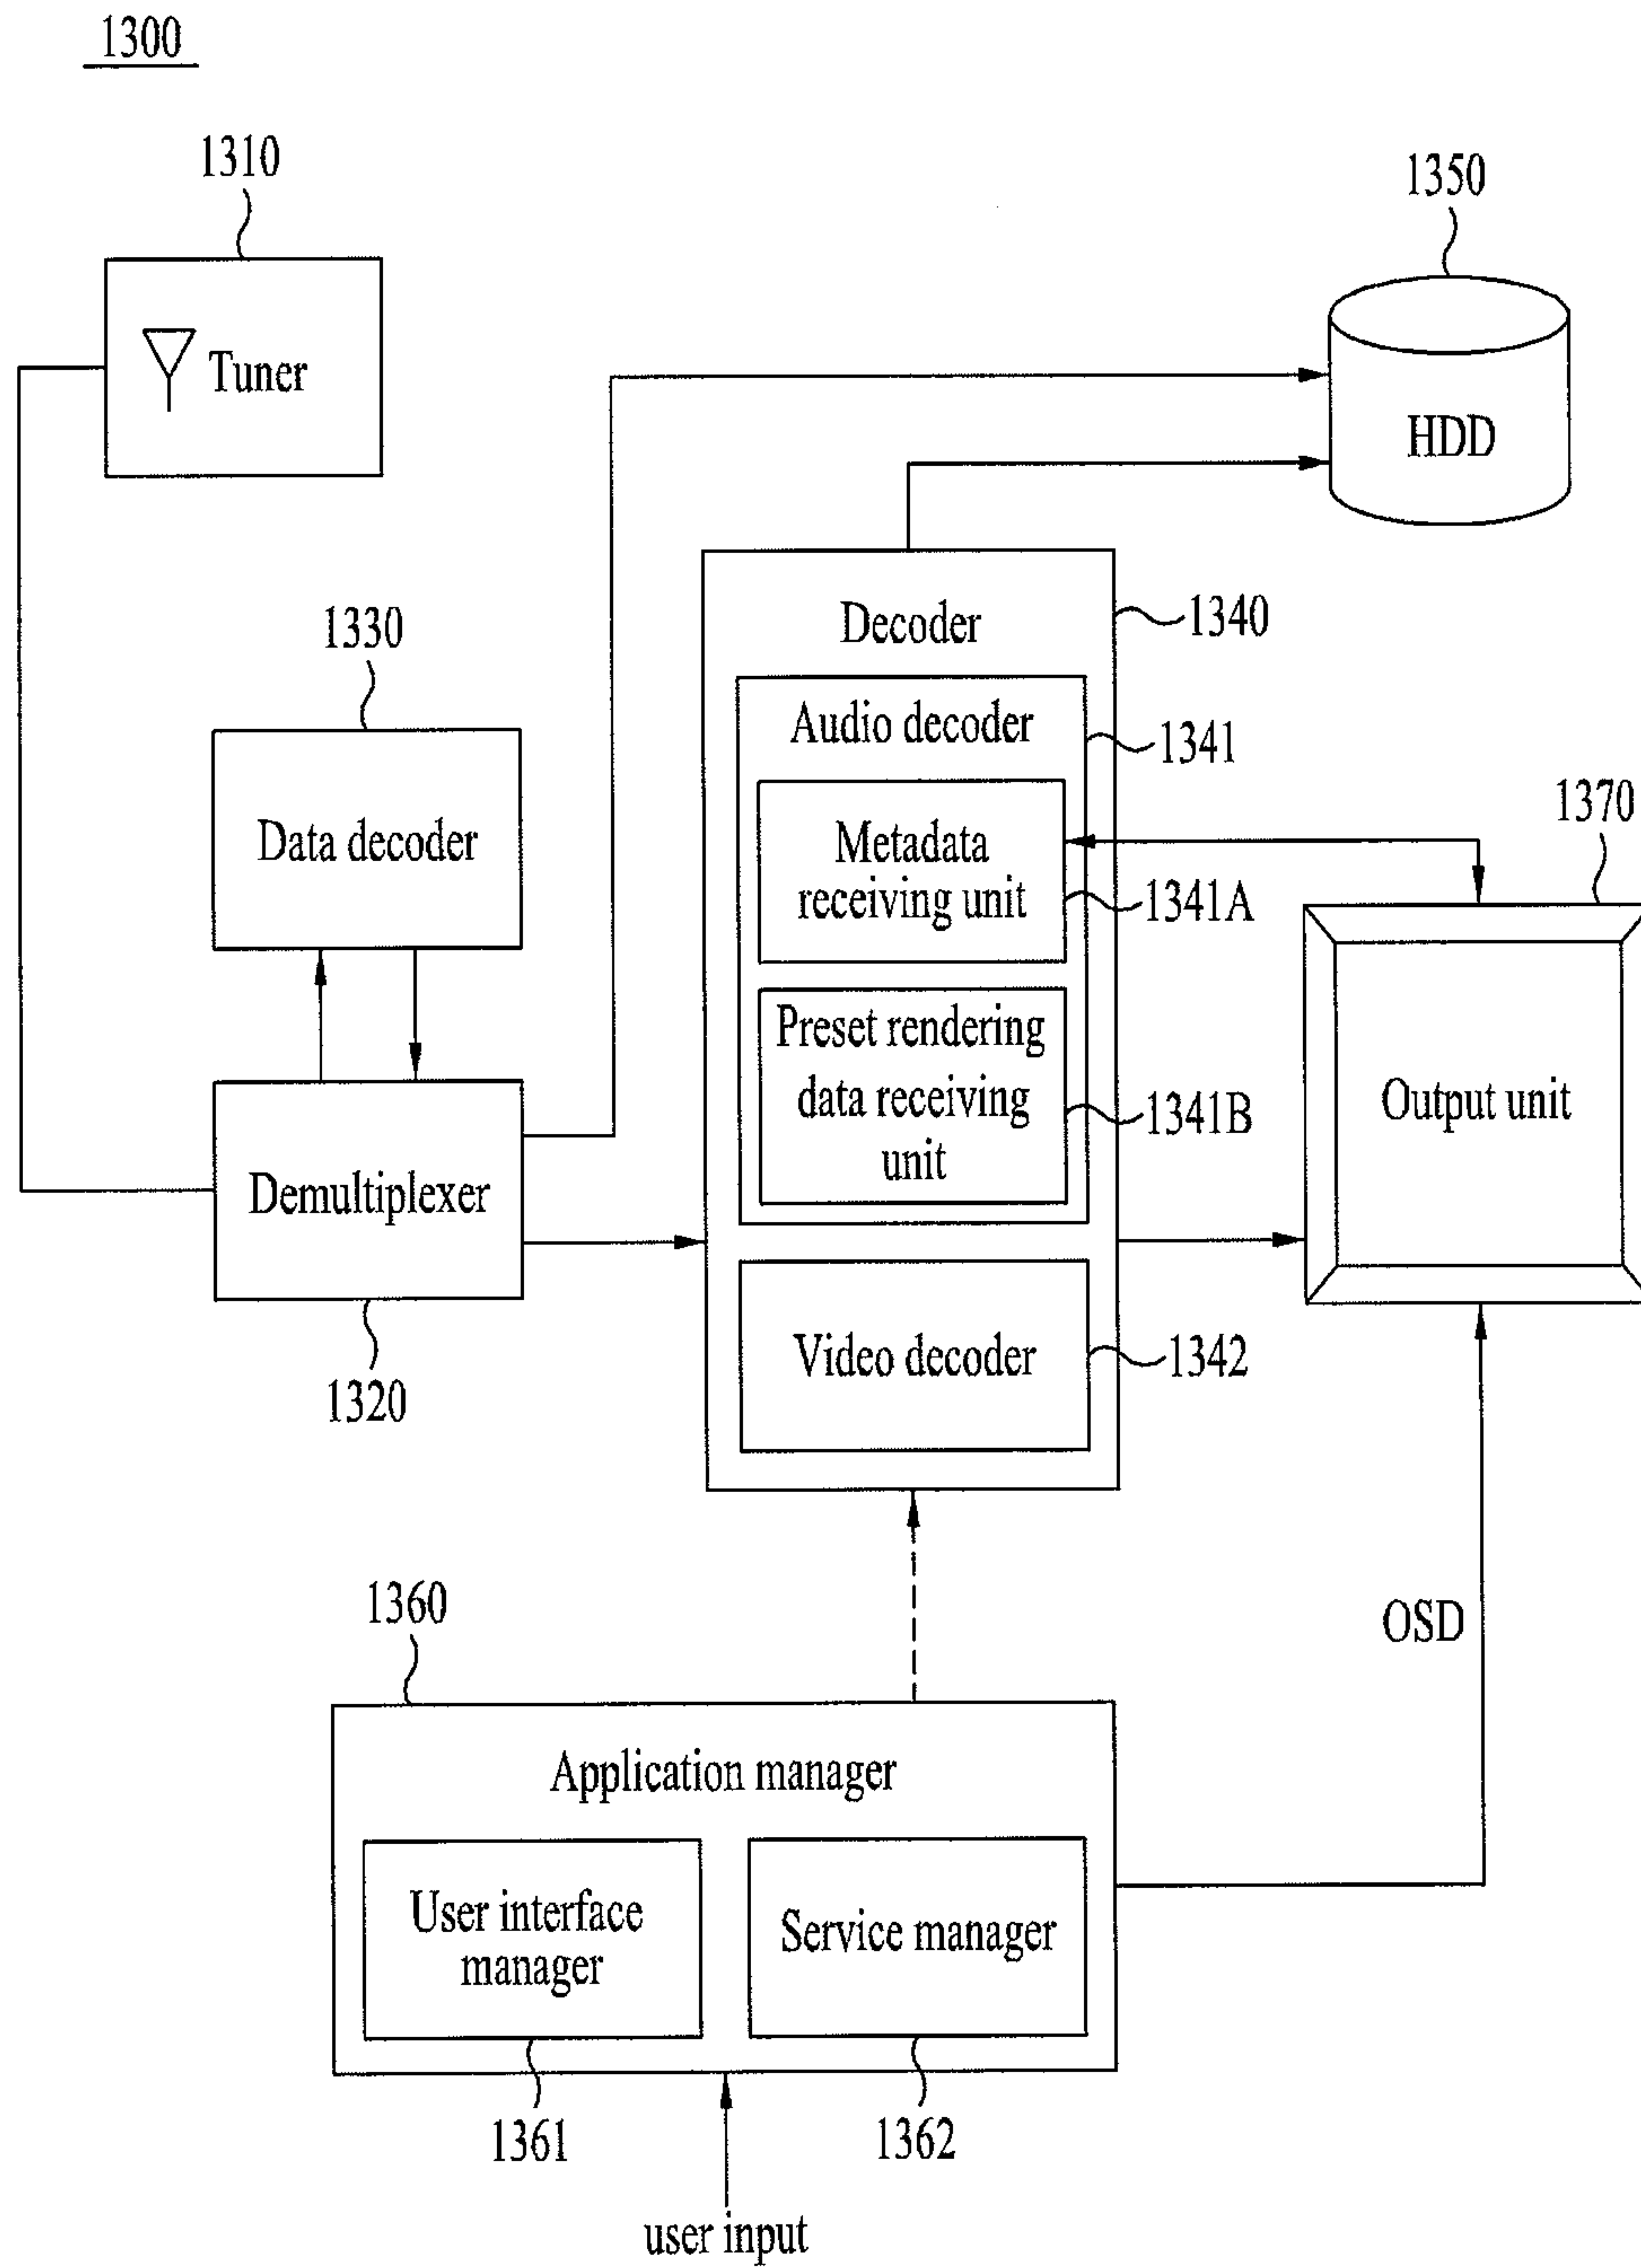 1300
1310
1350
Tuner
HDD
1330
Decoder
1340
Audio decoder
1341
Data decoder
Metadata
receiving unit
1341A
1370
Preset rendering
data receiving
unit
1341B
Output unit
Demultiplexer
1320
Video decoder
1342
1360
OSD
Application manager
User interface
manager
Service manager
1361
1362
user input